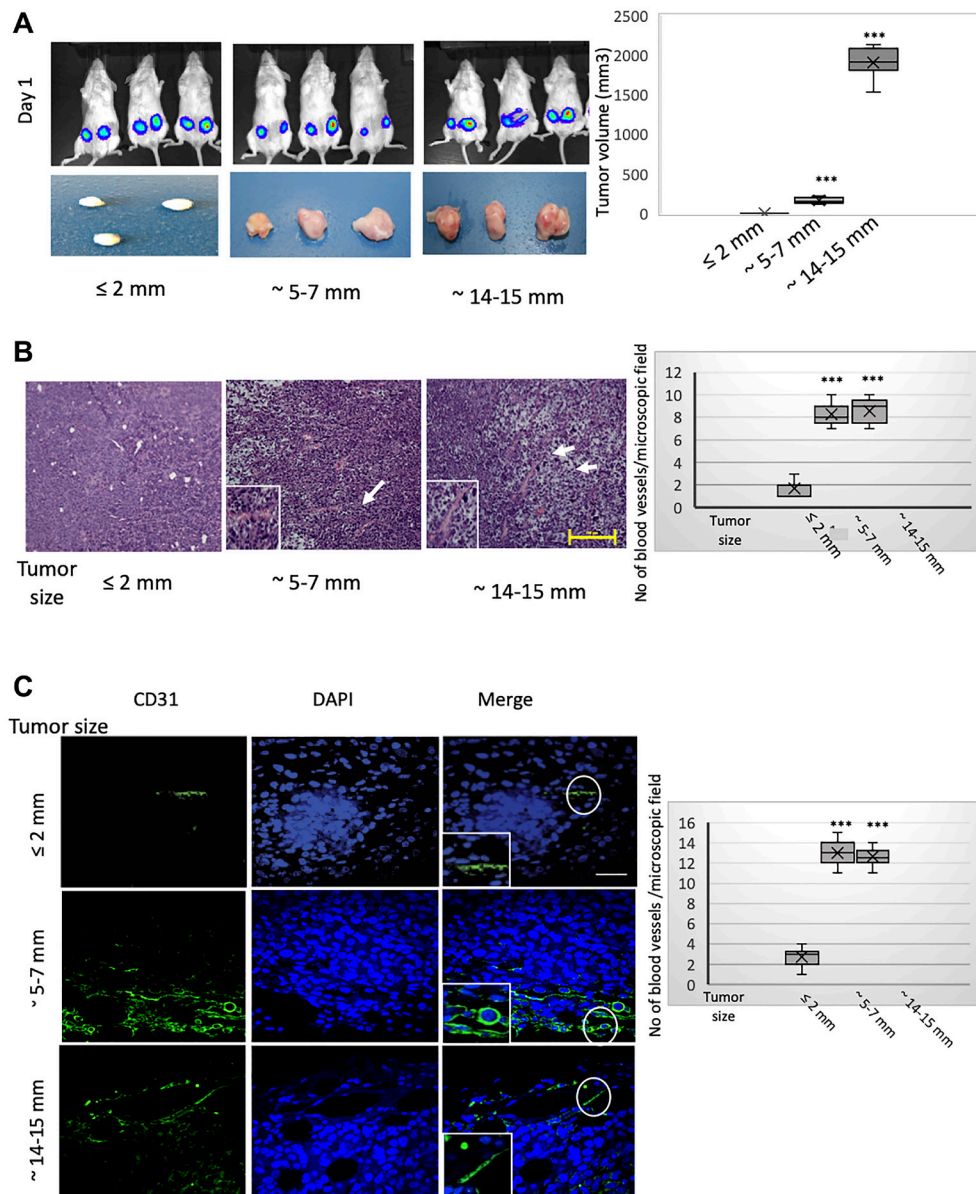 A
Day 1
≤ 2 mm
~ 5-7 mm
~ 14-15 mm
Tumor volume (mm3)
2500
2000
1500
1000
500
0
***
***
≤ 2 mm
~ 5-7 mm
~ 14-15 mm
B
Tumor size
≤ 2 mm
~ 5-7 mm
~ 14-15 mm
No of blood vessels/microscopic field
12
10
8
6
4
2
0
*** ***
Tumor
size
≤ 2 mm
~ 5-7 mm
~ 14-15 mm
C
CD31 DAPI Merge
Tumor size
≤ 2 mm
~ 5-7 mm
~ 14-15 mm
No of blood vessels /microscopic field
16
14
12
10
8
6
4
2
0
*** ***
Tumor
size
≤ 2 mm
~ 5-7 mm
~ 14-15 mm